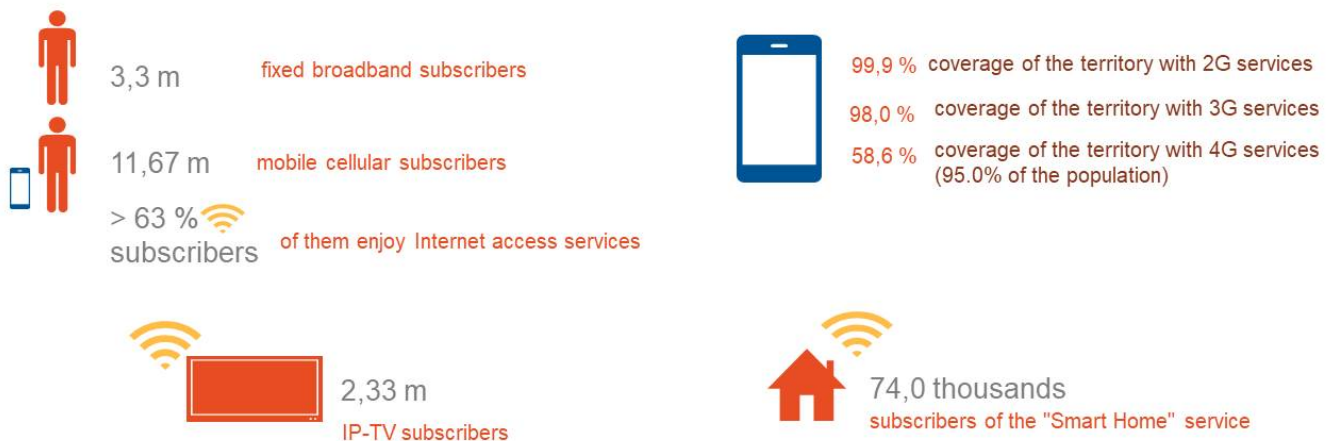 3,3 m
fixed broadband subscribers
11,67 m
mobile cellular subscribers
> 63 %
subscribers
of them enjoy Internet access services
99,9 % coverage of the territory with 2G services
98,0 % coverage of the territory with 3G services
58,6 % coverage of the territory with 4G services
(95.0% of the population)
2,33 m
IP-TV subscribers
74,0 thousands
subscribers of the "Smart Home" service